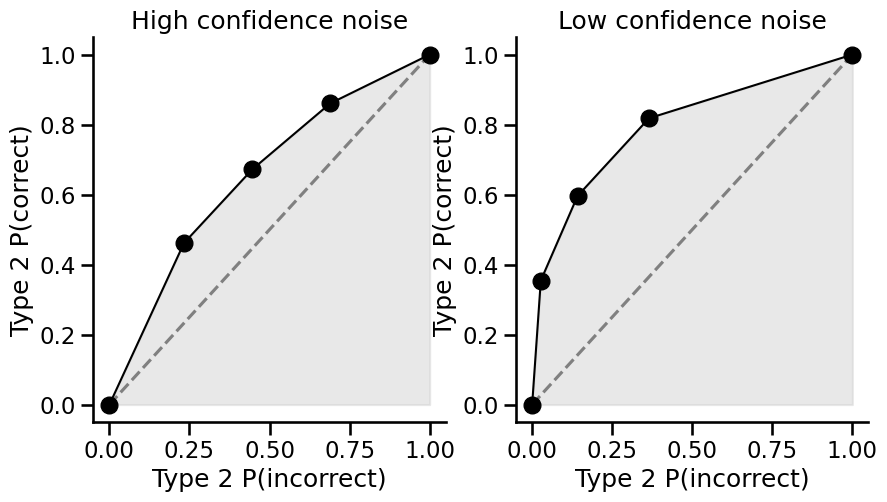 High confidence noise
Type 2 P(correct)
1.0
0.8
0.6
0.4
0.2
0.0
0.00 0.25 0.50 0.75 1.00
Type 2 P(incorrect)
Low confidence noise
Type 2 P(correct)
1.0
0.8
0.6
0.4
0.2
0.0
0.00 0.25 0.50 0.75 1.00
Type 2 P(incorrect)